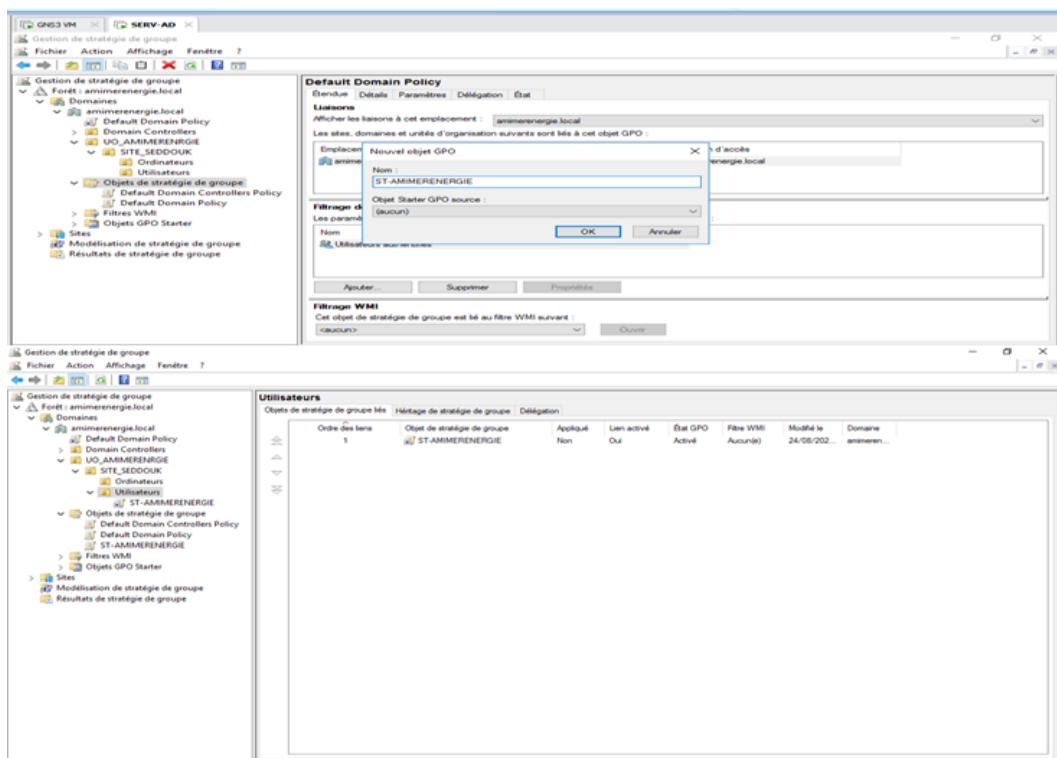 GNS3 VM
SERV-AD
Gestion de stratégie de groupe
Fichier Action Affichage Fenêtre ?
Gestion de stratégie de groupe
Forêt : amimerenergie.local
Domaines
amimerenergie.local
Default Domain Policy
Domain Controllers
UO_AMIMERENRGIE
SITE_SEDDOUK
Ordinateurs
Utilisateurs
Objets de stratégie de groupe
Default Domain Controllers Policy
Default Domain Policy
Filtres WMI
Objets GPO Starter
Sites
Modélisation de stratégie de groupe
Résultats de stratégie de groupe
Default Domain Policy
Étendue Détails Paramètres Délégation État
Liaisons
Afficher les liaisons à cet emplacement : amimerenergie.local
Les sites, domaines et unités d'organisation suivants sont liés à cet objet GPO :
Emplacem
d'accès
amime
energie.local
Nouvel objet GPO
Nom :
ST-AMIMERENERGIE
Objet Starter GPO source :
(aucun)
OK Annuler
Filtrage d
Les paramè
Nom
Ajouter... Supprimer Propriétés
Filtrage WMI
Cet objet de stratégie de groupe est lié au filtre WMI suivant :
<aucun> Ouvrir
Gestion de stratégie de groupe
Fichier Action Affichage Fenêtre ?
Gestion de stratégie de groupe
Forêt : amimerenergie.local
Domaines
amimerenergie.local
Default Domain Policy
Domain Controllers
UO_AMIMERENRGIE
SITE_SEDDOUK
Ordinateurs
Utilisateurs
ST-AMIMERENERGIE
Objets de stratégie de groupe
Default Domain Controllers Policy
Default Domain Policy
ST-AMIMERENERGIE
Filtres WMI
Objets GPO Starter
Sites
Modélisation de stratégie de groupe
Résultats de stratégie de groupe
Utilisateurs
Objets de stratégie de groupe liés Héritage de stratégie de groupe Délégation
Ordre des liens Objet de stratégie de groupe Appliqué Lien activé État GPO Filtre WMI Modifié le Domaine
1 ST-AMIMERENERGIE Non Oui Activé Aucun(e) 24/08/202... amimeren...